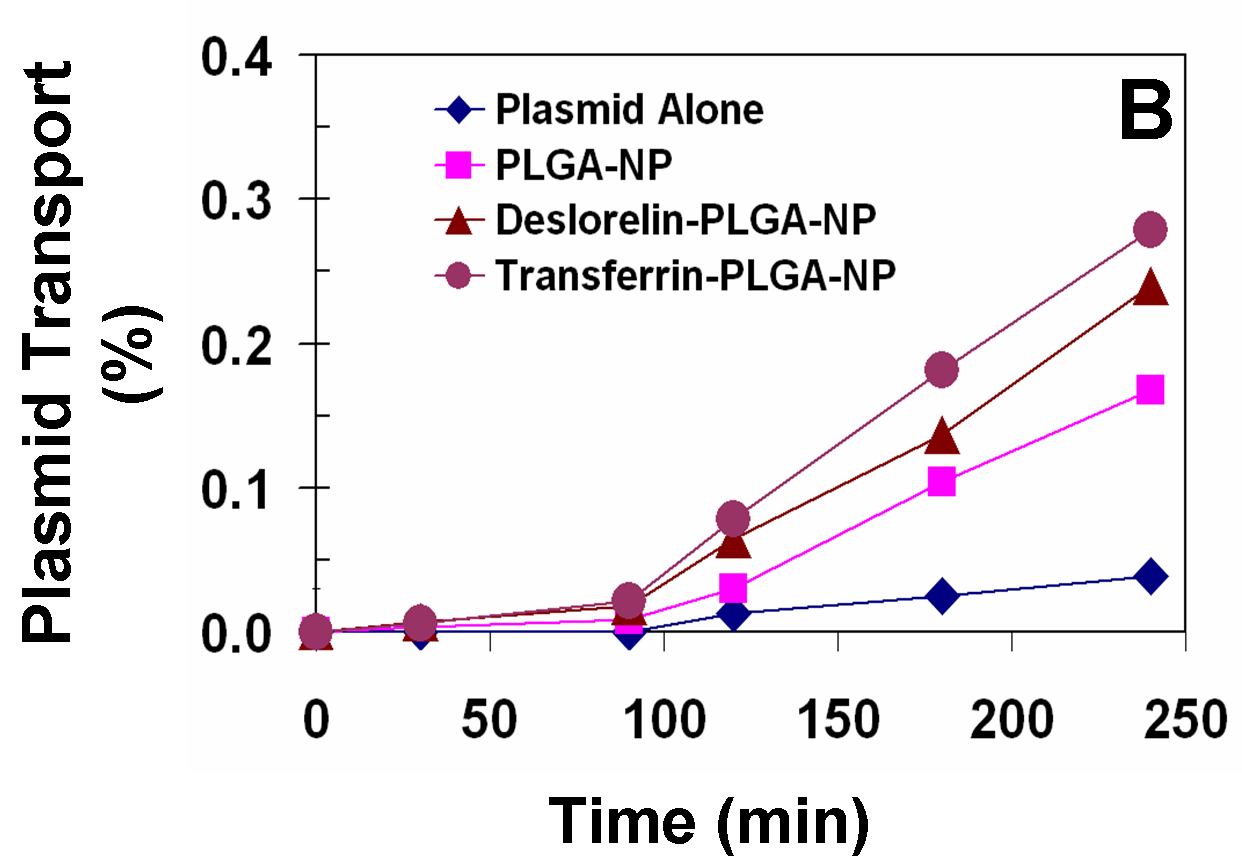 Plasmid Transport
(%)
0.4
0.3
0.2
0.1
0.0
B
Plasmid Alone
PLGA-NP
Deslorelin-PLGA-NP
Transferrin-PLGA-NP
0 50 100 150 200 250
Time (min)